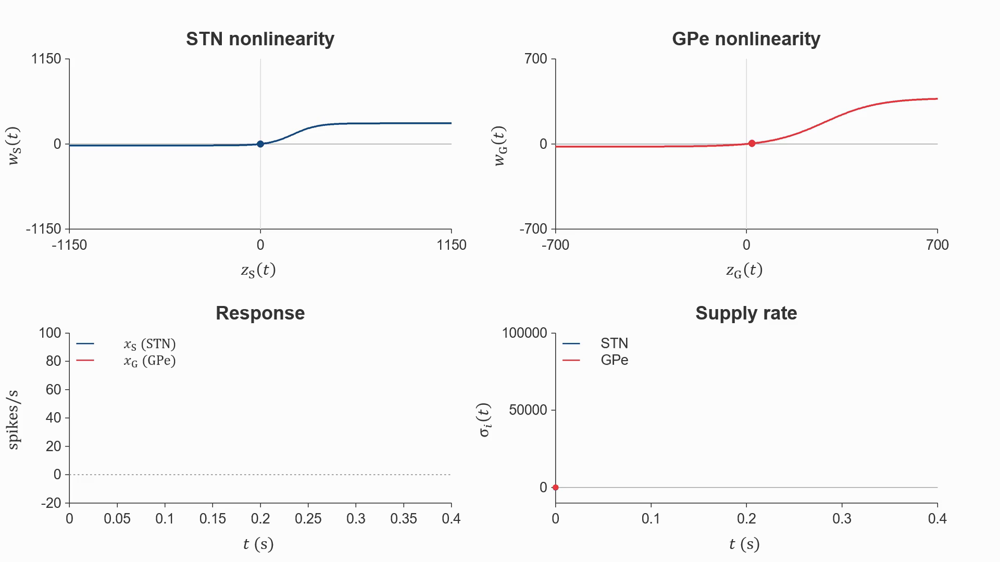 STN nonlinearity
1150
0
-1150
-1150 0 1150
w_S(t)
z_S(t)
GPe nonlinearity
700
0
-700
-700 0 700
w_G(t)
z_G(t)
Response
100
80
60
40
20
0
-20
x_S (STN)
x_G (GPe)
spikes/s
0 0.05 0.1 0.15 0.2 0.25 0.3 0.35 0.4
t (s)
Supply rate
100000
50000
0
STN
GPe
σ_i(t)
0 0.1 0.2 0.3 0.4
t (s)